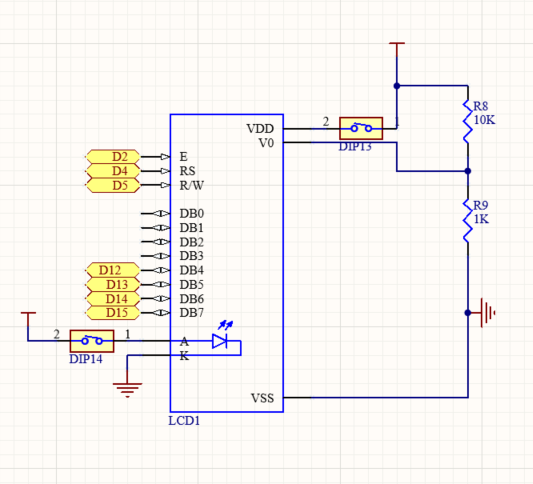 2 1
VDD
R8
10K
V0
DIP13
D2 E
D4 RS
D5 R/W
R9
1K
DB0
DB1
DB2
DB3
D12 DB4
D13 DB5
D14 DB6
D15 DB7
2 1
A
DIP14
K
VSS
LCD1